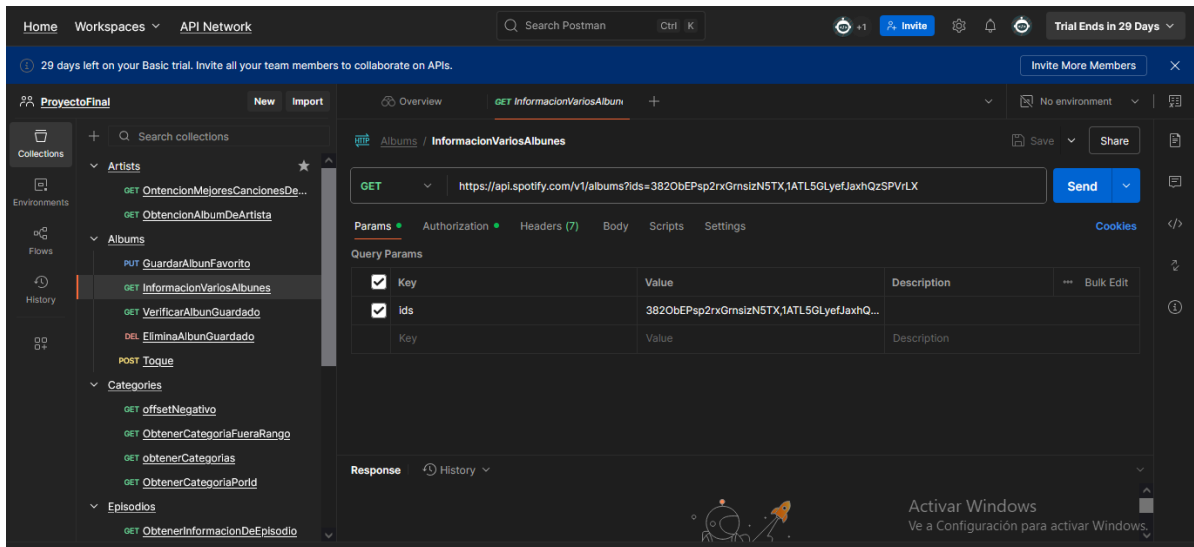 Home Workspaces API Network Search Postman Ctrl K +1 Invite Trial Ends in 29 Days
29 days left on your Basic trial. Invite all your team members to collaborate on APIs. Invite More Members
ProyectoFinal New Import Overview GET InformacionVariosAlbun No environment
Collections
Environments
Flows
History
Search collections
Artists
GET OntencionMejoresCancionesDe...
GET ObtencionAlbumDeArtista
Albums
PUT GuardarAlbunFavorito
GET InformacionVariosAlbunes
GET VerificarAlbunGuardado
DEL EliminaAlbunGuardado
POST Toque
Categories
GET offsetNegativo
GET ObtenerCategoriaFueraRango
GET obtenerCategorias
GET ObtenerCategoriaPorId
Episodios
GET ObtenerInformacionDeEpisodio
HTTP Albums / InformacionVariosAlbunes Save Share
GET https://api.spotify.com/v1/albums?ids=382ObEPsp2rxGrnsizN5TX,1ATL5GLyefJaxhQzSPVrLX Send
Params Authorization Headers (7) Body Scripts Settings Cookies
Query Params
Key Value Description Bulk Edit
ids 382ObEPsp2rxGrnsizN5TX,1ATL5GLyefJaxhQ...
Key Value Description
Response History
Activar Windows
Ve a Configuración para activar Windows.